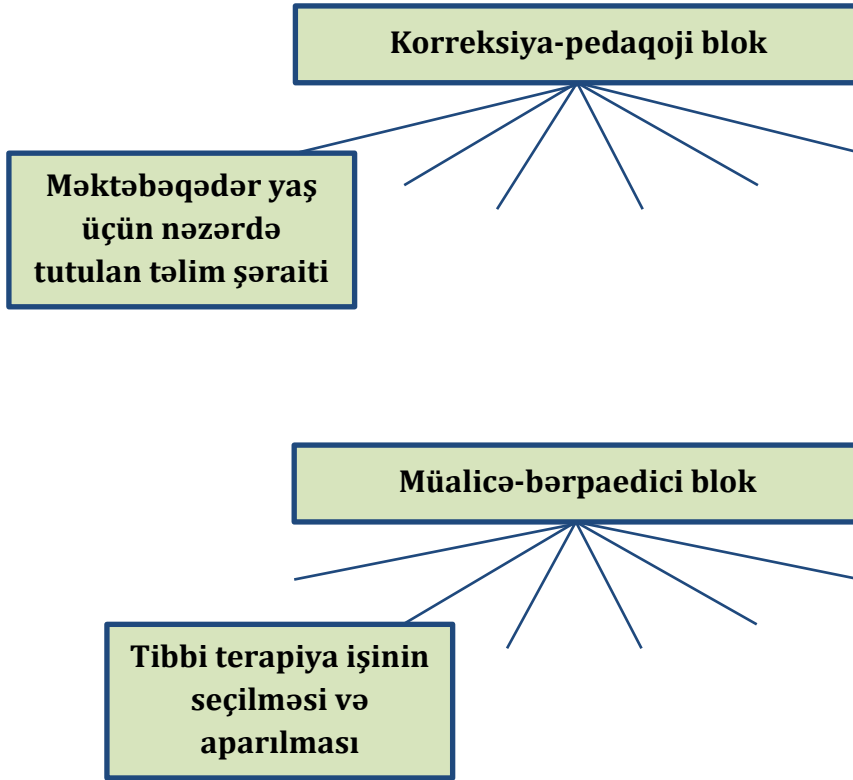 Korreksiya-pedaqoji blok
Məktəbəqədər yaş
üçün nəzərdə
tutulan təlim şəraiti
Müalicə-bərpaedici blok
Tibbi terapiya işinin
seçilməsi və
aparılması